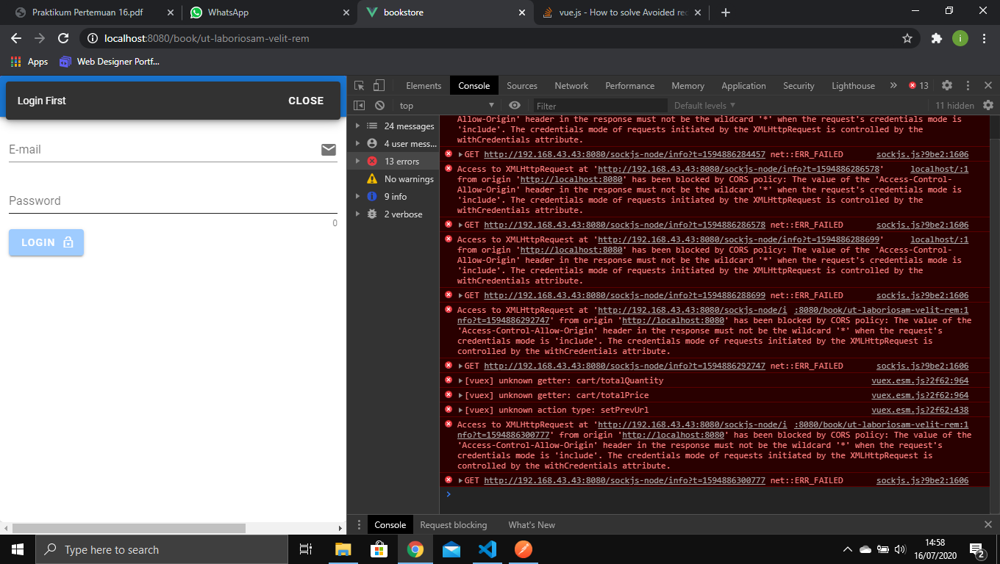 Praktikum Pertemuan 16.pdf
WhatsApp
bookstore
vue.js - How to solve Avoided rec
localhost:8080/book/ut-laboriosam-velit-rem
i
Apps
Web Designer Portf...
Login First
CLOSE
E-mail
Password
0
LOGIN
Elements
Console
Sources
Network
Performance
Memory
Application
Security
Lighthouse
13
top
Filter
Default levels
11 hidden
24 messages
4 user mess...
13 errors
No warnings
9 info
2 verbose
Allow-Origin' header in the response must not be the wildcard '*' when the request's credentials mode is
'include'. The credentials mode of requests initiated by the XMLHttpRequest is controlled by the
withCredentials attribute.
GET http://192.168.43.43:8080/sockjs-node/info?t=1594886284457 net::ERR_FAILED sockjs.js?9be2:1606
Access to XMLHttpRequest at 'http://192.168.43.43:8080/sockjs-node/info?t=1594886286578' localhost/:1
from origin 'http://localhost:8080' has been blocked by CORS policy: The value of the 'Access-Control-
Allow-Origin' header in the response must not be the wildcard '*' when the request's credentials mode is
'include'. The credentials mode of requests initiated by the XMLHttpRequest is controlled by the
withCredentials attribute.
GET http://192.168.43.43:8080/sockjs-node/info?t=1594886286578 net::ERR_FAILED sockjs.js?9be2:1606
Access to XMLHttpRequest at 'http://192.168.43.43:8080/sockjs-node/info?t=1594886288699' localhost/:1
from origin 'http://localhost:8080' has been blocked by CORS policy: The value of the 'Access-Control-
Allow-Origin' header in the response must not be the wildcard '*' when the request's credentials mode is
'include'. The credentials mode of requests initiated by the XMLHttpRequest is controlled by the
withCredentials attribute.
GET http://192.168.43.43:8080/sockjs-node/info?t=1594886288699 net::ERR_FAILED sockjs.js?9be2:1606
Access to XMLHttpRequest at 'http://192.168.43.43:8080/sockjs-node/i :8080/book/ut-laboriosam-velit-rem:1
nfo?t=1594886292747' from origin 'http://localhost:8080' has been blocked by CORS policy: The value of the
'Access-Control-Allow-Origin' header in the response must not be the wildcard '*' when the request's
credentials mode is 'include'. The credentials mode of requests initiated by the XMLHttpRequest is
controlled by the withCredentials attribute.
GET http://192.168.43.43:8080/sockjs-node/info?t=1594886292747 net::ERR_FAILED sockjs.js?9be2:1606
[vuex] unknown getter: cart/totalQuantity vuex.esm.js?2f62:964
[vuex] unknown getter: cart/totalPrice vuex.esm.js?2f62:964
[vuex] unknown action type: setPrevUrl vuex.esm.js?2f62:438
Access to XMLHttpRequest at 'http://192.168.43.43:8080/sockjs-node/i :8080/book/ut-laboriosam-velit-rem:1
nfo?t=1594886300777' from origin 'http://localhost:8080' has been blocked by CORS policy: The value of the
'Access-Control-Allow-Origin' header in the response must not be the wildcard '*' when the request's
credentials mode is 'include'. The credentials mode of requests initiated by the XMLHttpRequest is
controlled by the withCredentials attribute.
GET http://192.168.43.43:8080/sockjs-node/info?t=1594886300777 net::ERR_FAILED sockjs.js?9be2:1606
Console
Request blocking
What's New
Type here to search
14:58
16/07/2020
2